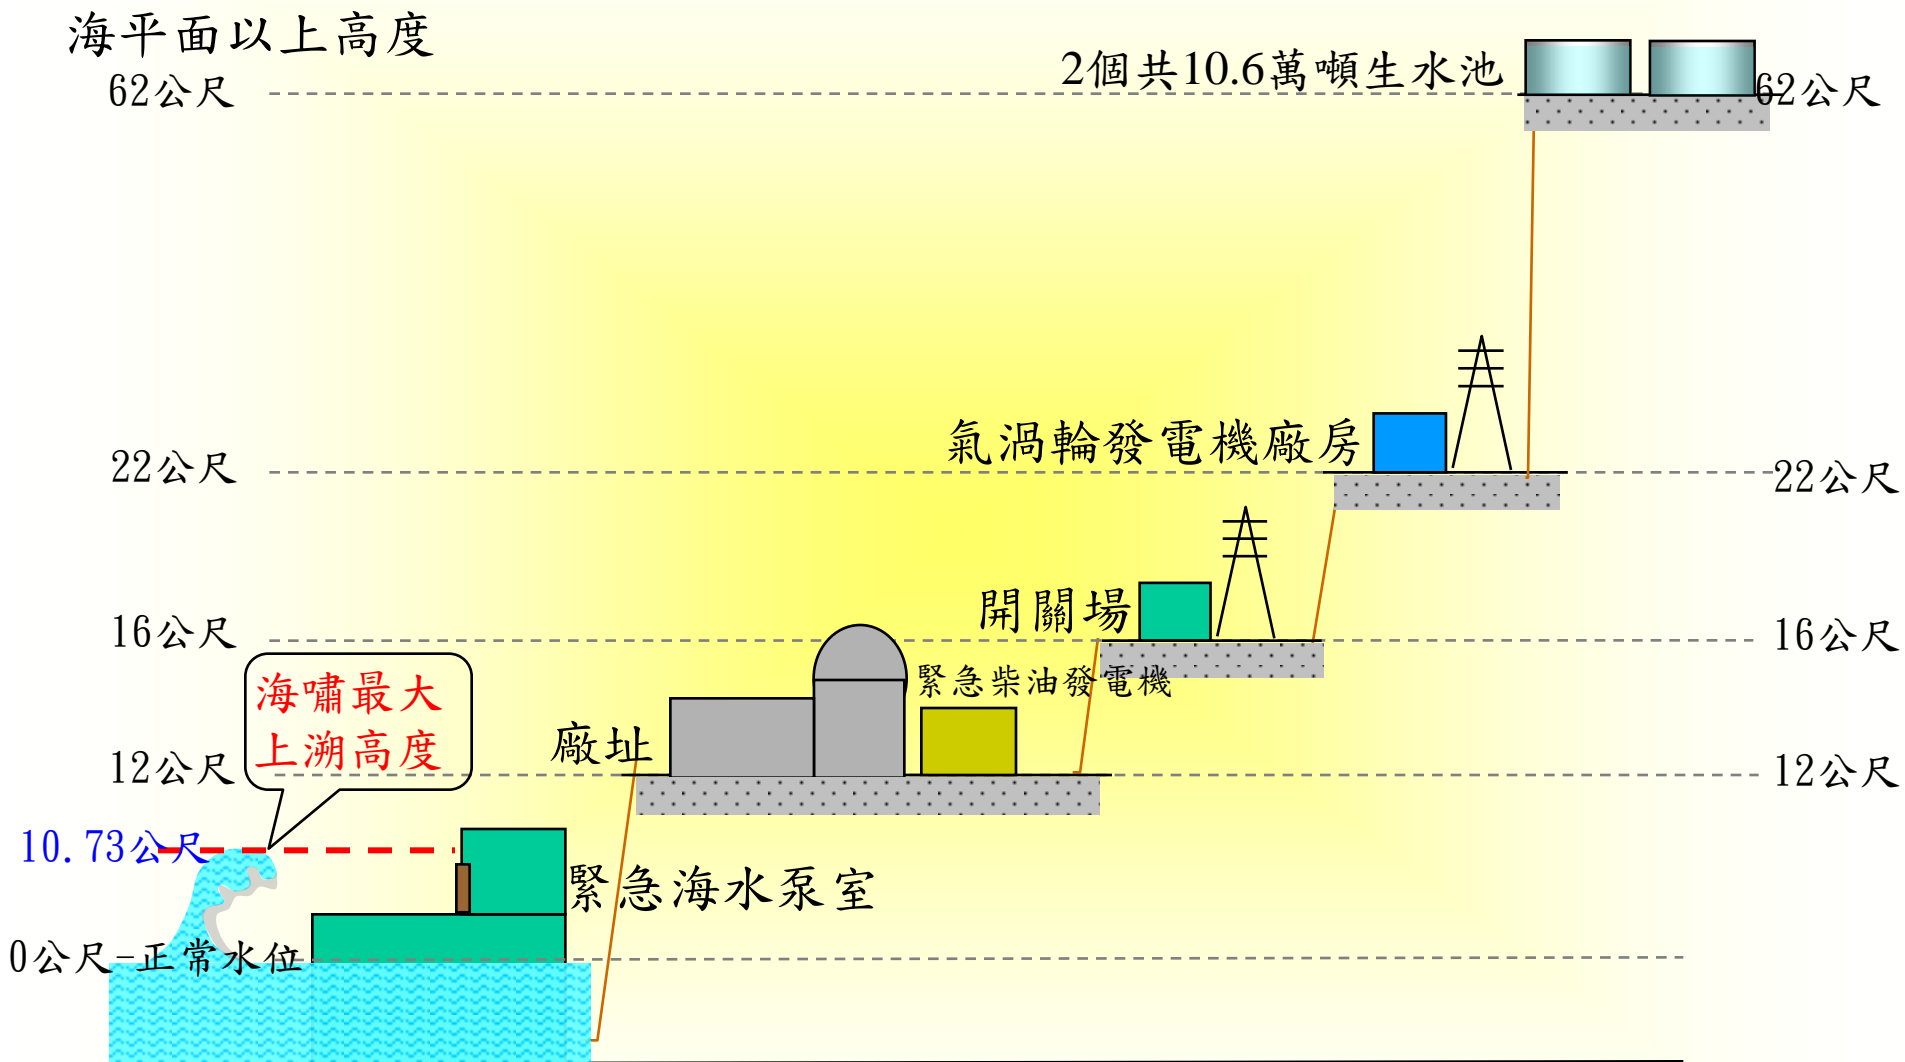 海平面以上高度
2個共10.6萬噸生水池
62公尺
62公尺
氣渦輪發電機廠房
22公尺
22公尺
開關場
16公尺
16公尺
緊急柴油發電機
海嘯最大
上溯高度
廠址
12公尺
12公尺
10.73公尺
緊急海水泵室
0公尺-正常水位